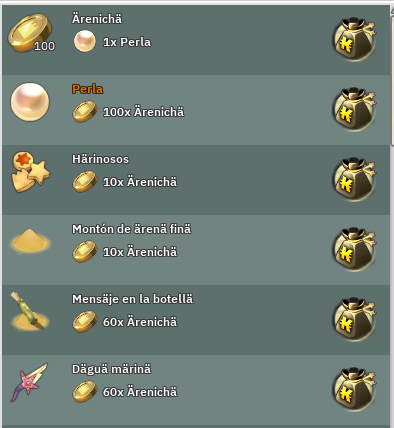 Ärenichä
100
1x Perla
Perla
100x Ärenichä
Härinosos
10x Ärenichä
Montón de ärenä finä
10x Ärenichä
Mensäje en la botellä
60x Ärenichä
Däguä märinä
60x Ärenichä